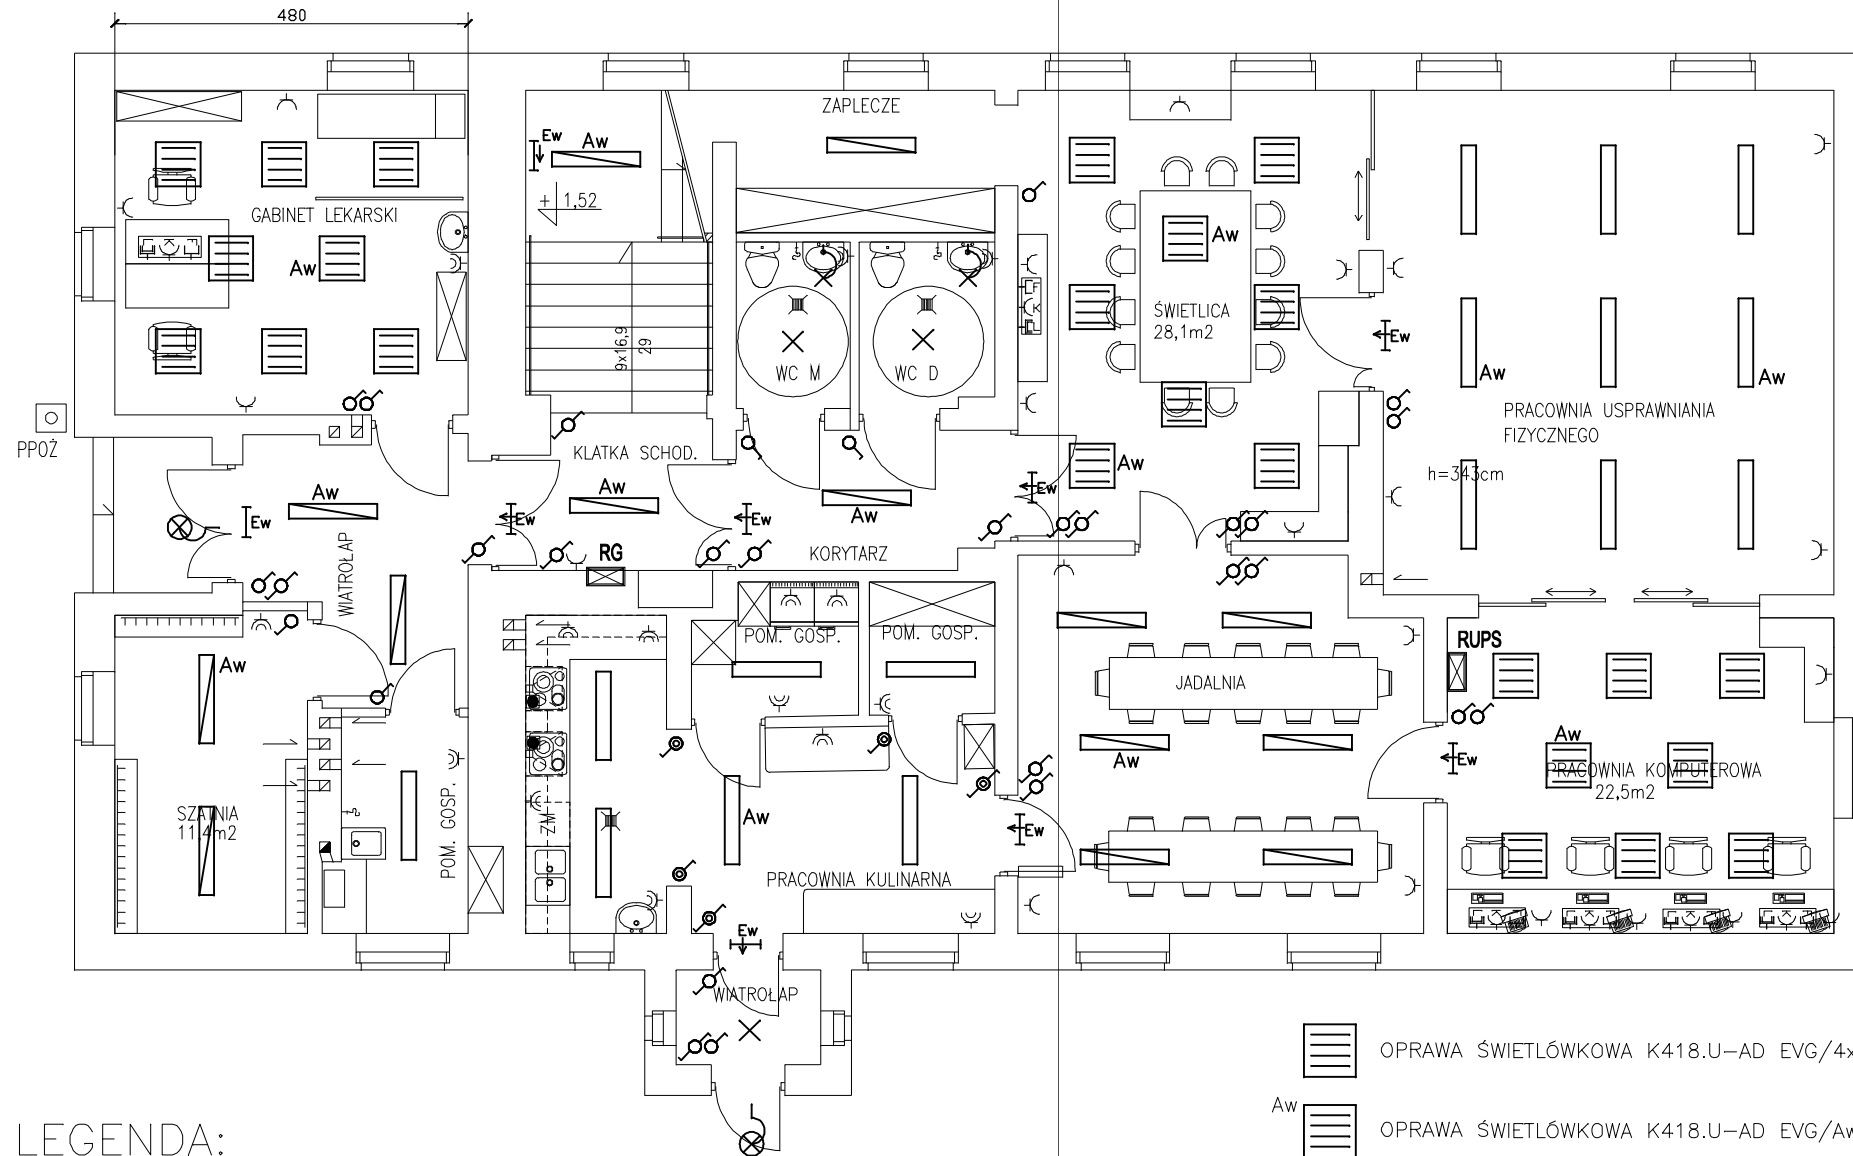 480
ZAPLECZE
Ew
Aw
+ 1,52
GABINET LEKARSKI
Aw
Aw
9x16,9
29
WC M
WC D
ŚWIETLICA
28,1m2
Ew
Aw
Aw
PRACOWNIA USPRAWNIANIA
FIZYCZNEGO
h=343cm
PPOŻ
KLATKA SCHOD.
Aw
Aw
Aw
Aw
Ew
Ew
Ew
Ew
WIATROŁAP
RG
KORYTARZ
POM. GOSP.
POM. GOSP.
RUPS
Aw
JADALNIA
Aw
Aw
Ew
PRACOWNIA KOMPUTEROWA
22,5m2
SZATNIA
11,4m2
POM. GOSP.
ZM
Aw
Ew
PRACOWNIA KULINARNA
Ew
WIATROŁAP
OPRAWA ŚWIETLÓWKOWA K418.U-AD EVG/4x
Aw
OPRAWA ŚWIETLÓWKOWA K418.U-AD EVG/Aw
LEGENDA: